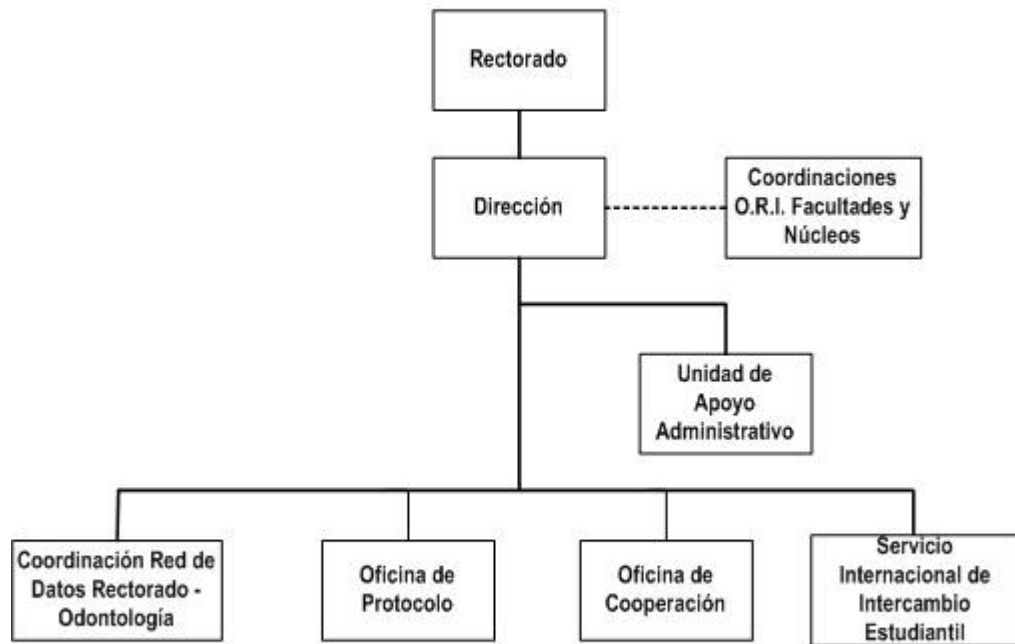 Rectorado
Dirección
Coordinaciones
O.R.I. Facultades y
Núcleos
Unidad de
Apoyo
Administrativo
Coordinación Red de
Datos Rectorado -
Odontología
Oficina de
Protocolo
Oficina de
Cooperación
Servicio
Internacional de
Intercambio
Estudiantil